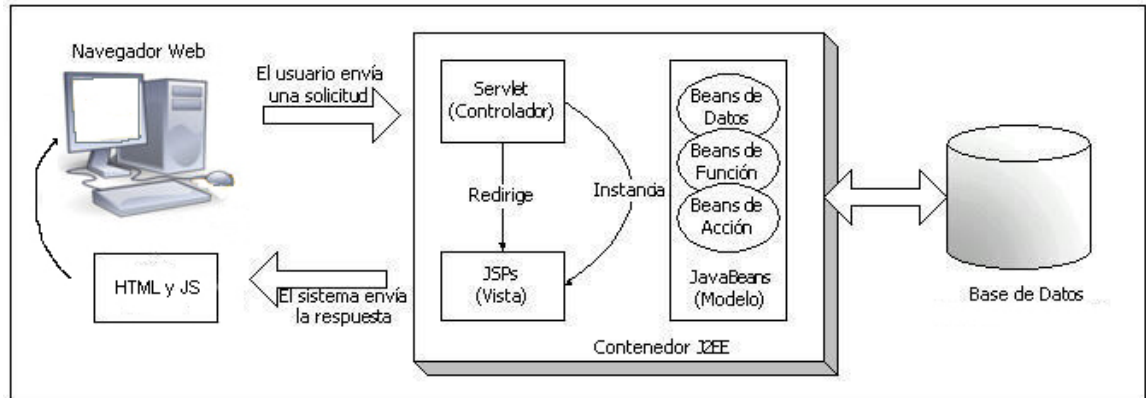 Navegador Web
El usuario envía
una solicitud
Servlet
(Controlador)
Redirige
Instancia
JSPs
(Vista)
Beans de
Datos
Beans de
Función
Beans de
Acción
JavaBeans
(Modelo)
Contenedor J2EE
Base de Datos
El sistema envía
la respuesta
HTML y JS